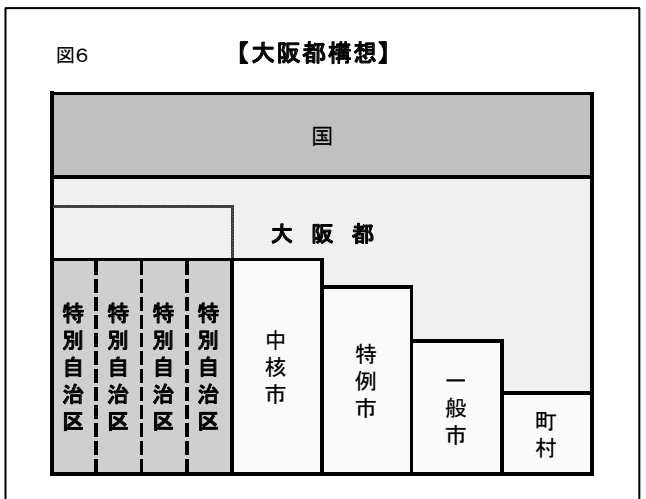 図6
【大阪都構想】
国
大阪都
特別自治区
特別自治区
特別自治区
特別自治区
中核市
特例市
一般市
町村